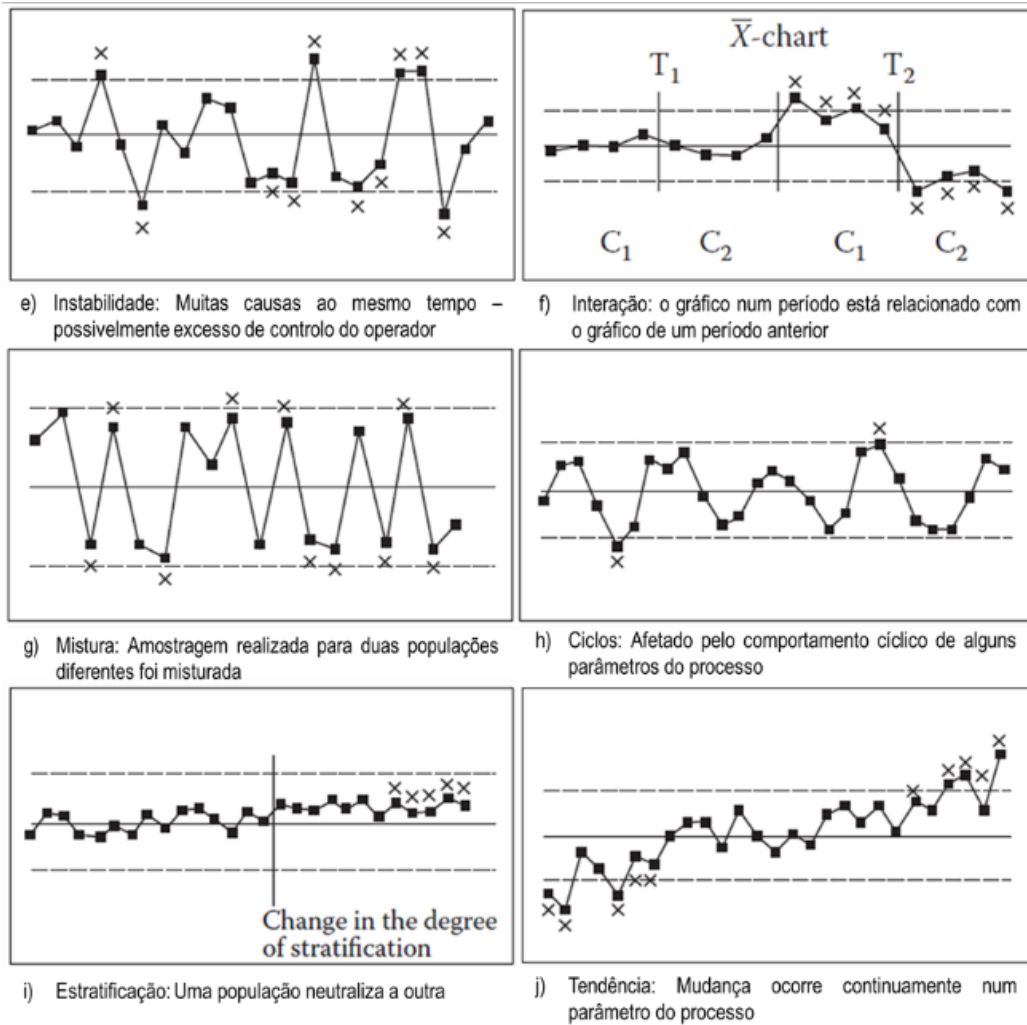 X̅-chart
T₁
T₂
C₁
C₂
C₁
C₂
e) Instabilidade: Muitas causas ao mesmo tempo –
possivelmente excesso de controlo do operador
f) Interação: o gráfico num período está relacionado com
o gráfico de um período anterior
g) Mistura: Amostragem realizada para duas populações
diferentes foi misturada
h) Ciclos: Afetado pelo comportamento cíclico de alguns
parâmetros do processo
Change in the degree
of stratification
i) Estratificação: Uma população neutraliza a outra
j) Tendência: Mudança ocorre continuamente num
parâmetro do processo